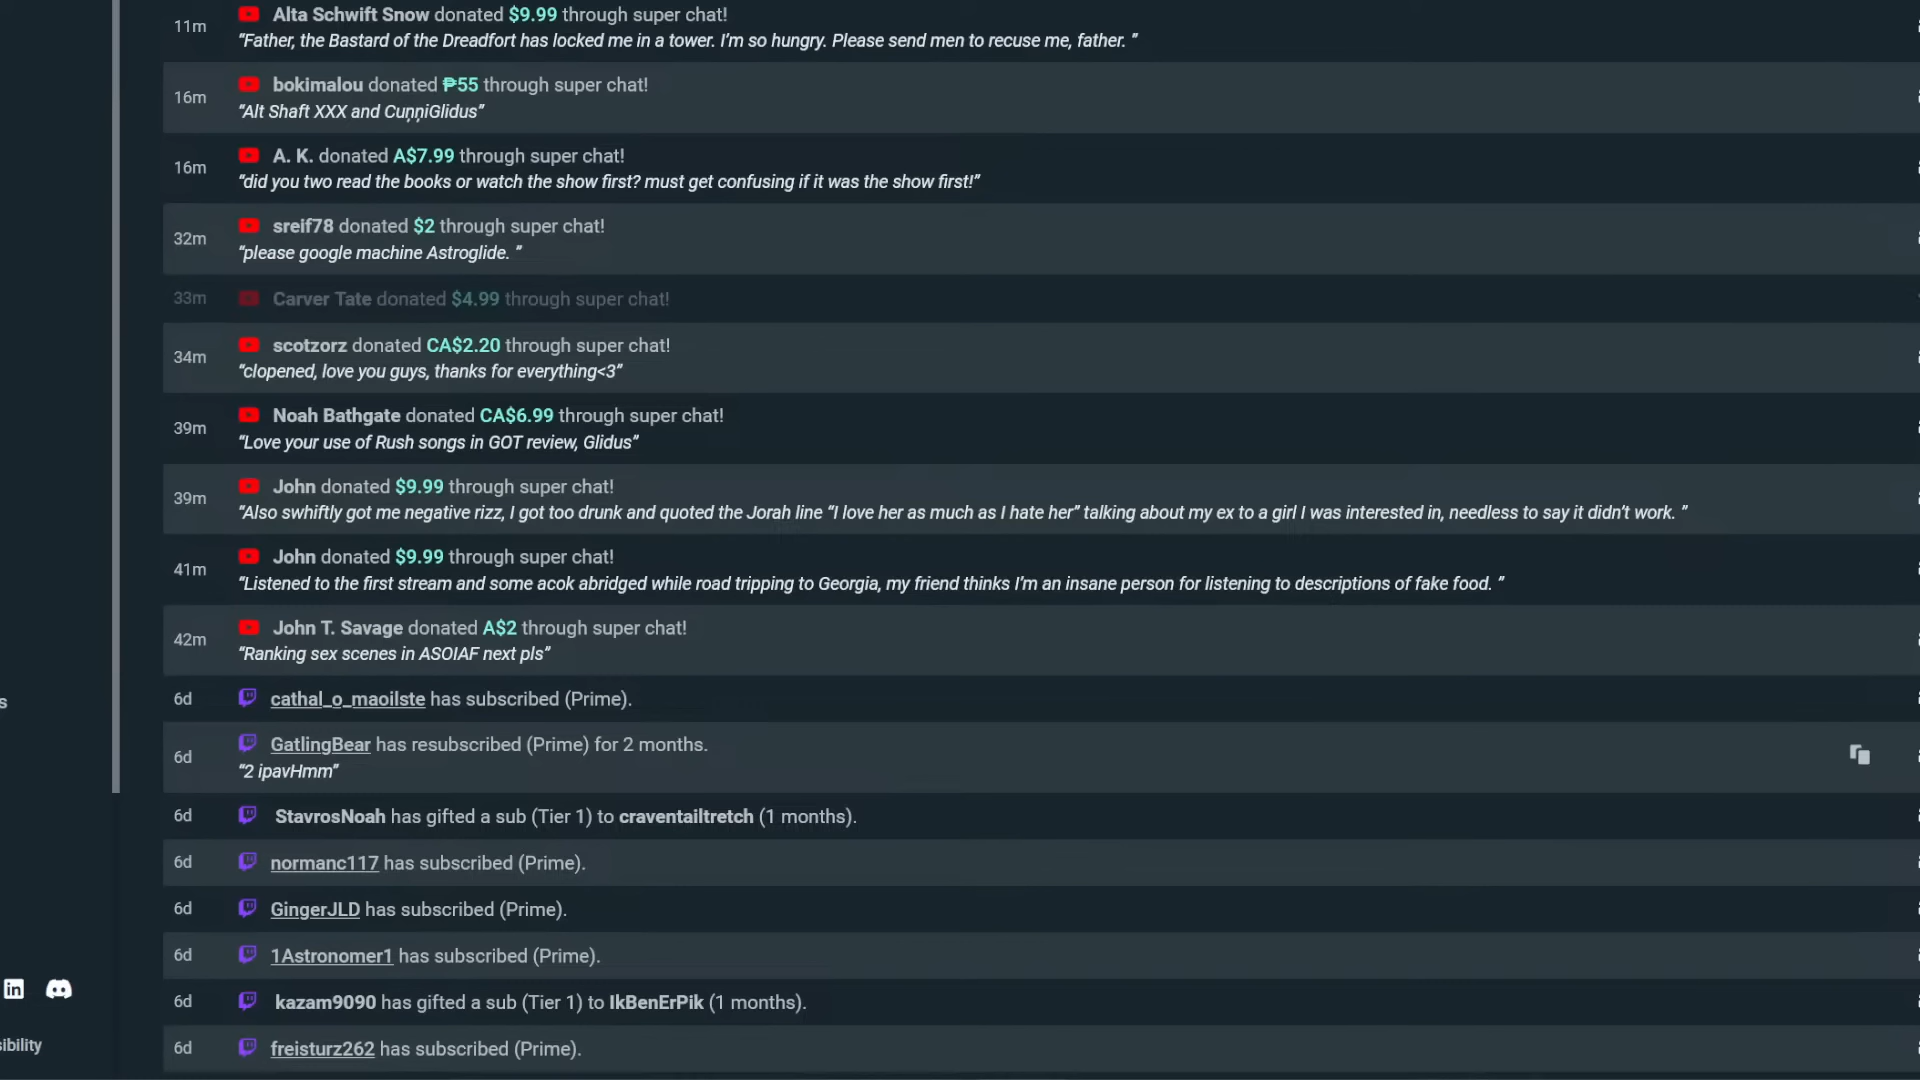 11m
Alta Schwift Snow donated $9.99 through super chat!
“Father, the Bastard of the Dreadfort has locked me in a tower. I’m so hungry. Please send men to recuse me, father. ”
16m
bokimalou donated ₱55 through super chat!
“Alt Shaft XXX and CuņņiGlidus”
16m
A. K. donated A$7.99 through super chat!
“did you two read the books or watch the show first? must get confusing if it was the show first!”
32m
sreif78 donated $2 through super chat!
“please google machine Astroglide. ”
33m
Carver Tate donated $4.99 through super chat!
34m
scotzorz donated CA$2.20 through super chat!
“clopened, love you guys, thanks for everything<3”
39m
Noah Bathgate donated CA$6.99 through super chat!
“Love your use of Rush songs in GOT review, Glidus”
39m
John donated $9.99 through super chat!
“Also swhiftly got me negative rizz, I got too drunk and quoted the Jorah line “I love her as much as I hate her” talking about my ex to a girl I was interested in, needless to say it didn’t work. ”
41m
John donated $9.99 through super chat!
“Listened to the first stream and some acok abridged while road tripping to Georgia, my friend thinks I’m an insane person for listening to descriptions of fake food. ”
42m
John T. Savage donated A$2 through super chat!
“Ranking sex scenes in ASOIAF next pls”
6d
cathal_o_maoilste has subscribed (Prime).
s
6d
GatlingBear has resubscribed (Prime) for 2 months.
“2 ipavHmm”
6d
StavrosNoah has gifted a sub (Tier 1) to craventailtretch (1 months).
6d
normanc117 has subscribed (Prime).
6d
GingerJLD has subscribed (Prime).
6d
1Astronomer1 has subscribed (Prime).
in
6d
kazam9090 has gifted a sub (Tier 1) to IkBenErPik (1 months).
6d
freisturz262 has subscribed (Prime).
sibility